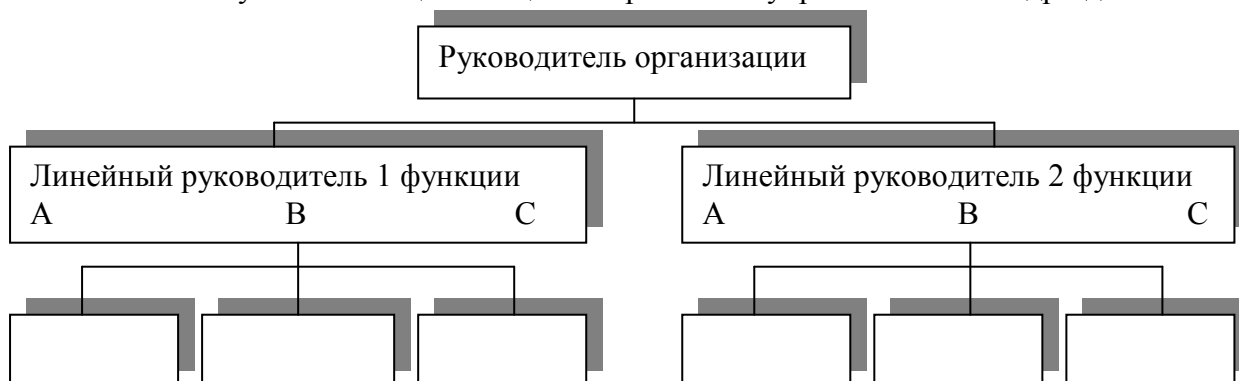 Руководитель организации
Линейный руководитель 1 функции
А В С
Линейный руководитель 2 функции
А В С